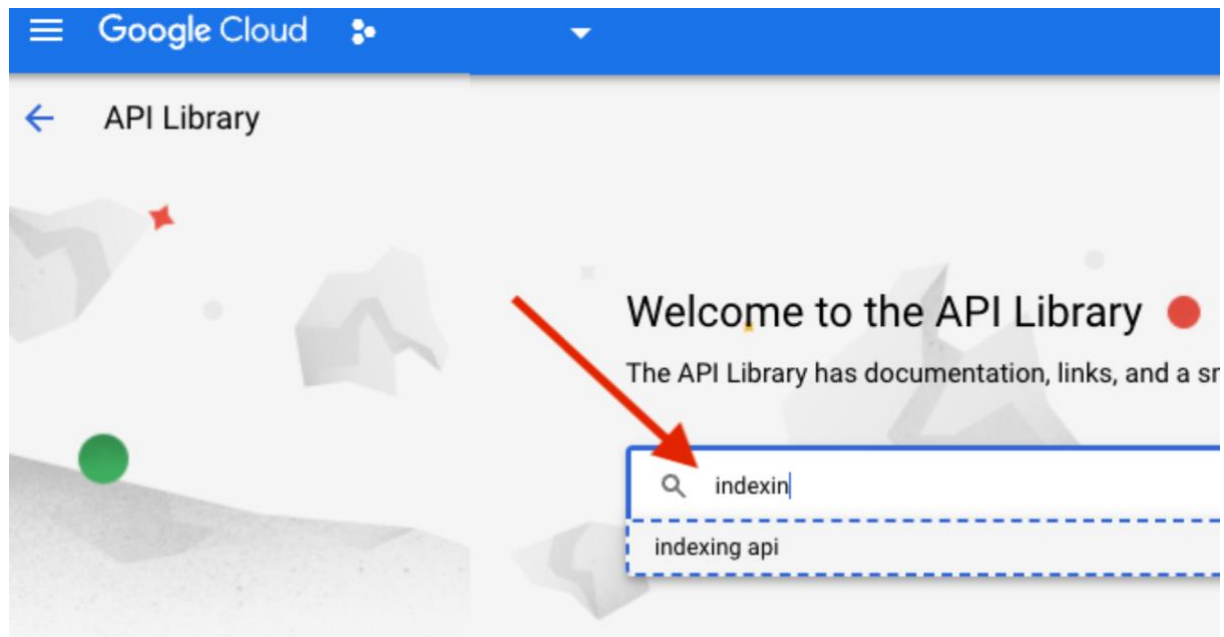 Google Cloud
API Library
Welcome to the API Library
The API Library has documentation, links, and a
indexin
indexing api